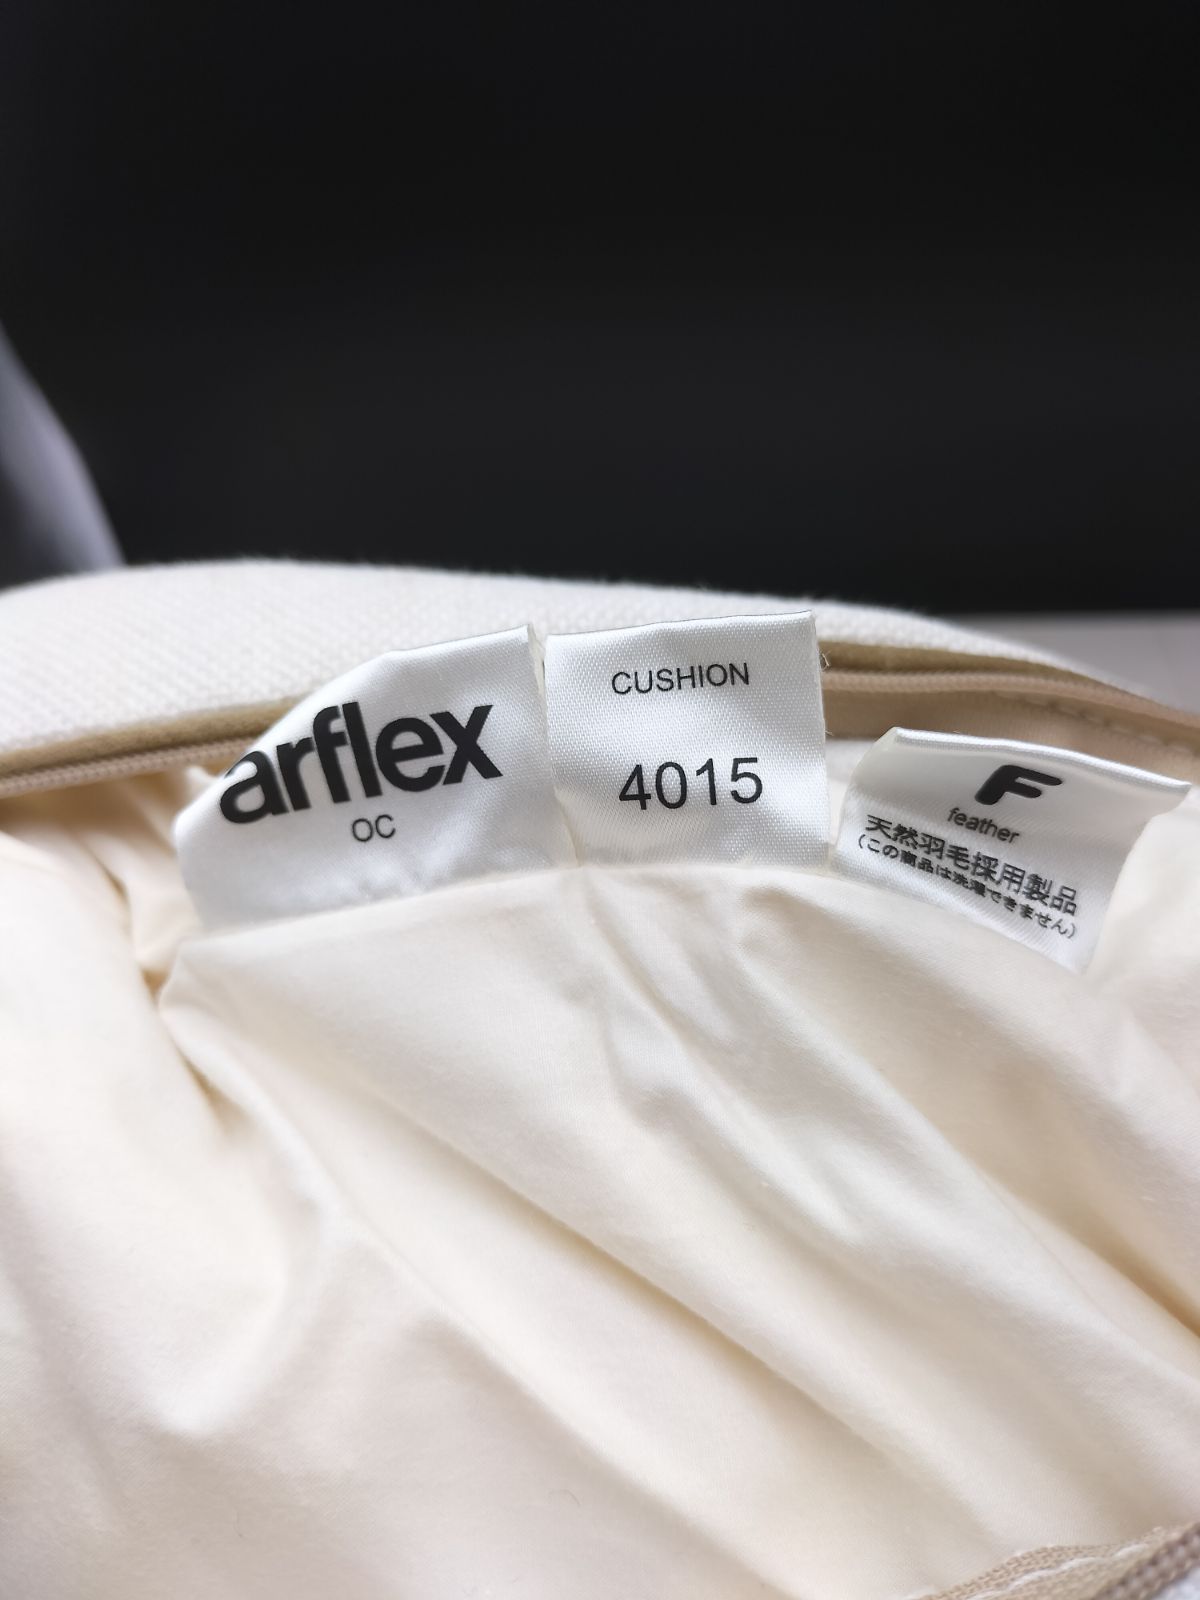 arflex
OC
CUSHION
4015
F
feather
天然羽毛採用製品
(この商品は洗濯できません)